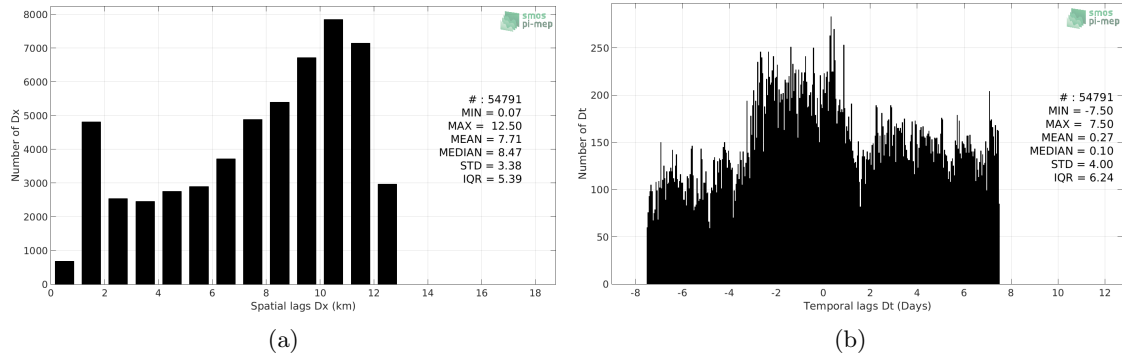 8000
7000
6000
5000
4000
3000
2000
1000
0
Number of Dx
0 2 4 6 8 10 12 14 16 18
Spatial lags Dx (km)
smos
pi-mep
# : 54791
MIN = 0.07
MAX = 12.50
MEAN = 7.71
MEDIAN = 8.47
STD = 3.38
IQR = 5.39
(a)
250
200
150
100
50
0
Number of Dt
-8 -6 -4 -2 0 2 4 6 8 10 12
Temporal lags Dt (Days)
smos
pi-mep
# : 54791
MIN = -7.50
MAX = 7.50
MEAN = 0.27
MEDIAN = 0.10
STD = 4.00
IQR = 6.24
(b)